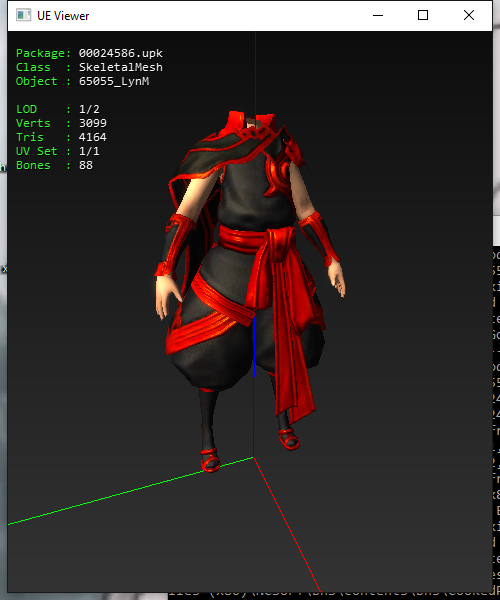 UE Viewer
Package: 00024586.upk
Class : SkeletalMesh
Object : 65055_LynM
LOD : 1/2
Verts : 3099
Tris : 4164
UV Set : 1/1
Bones : 88